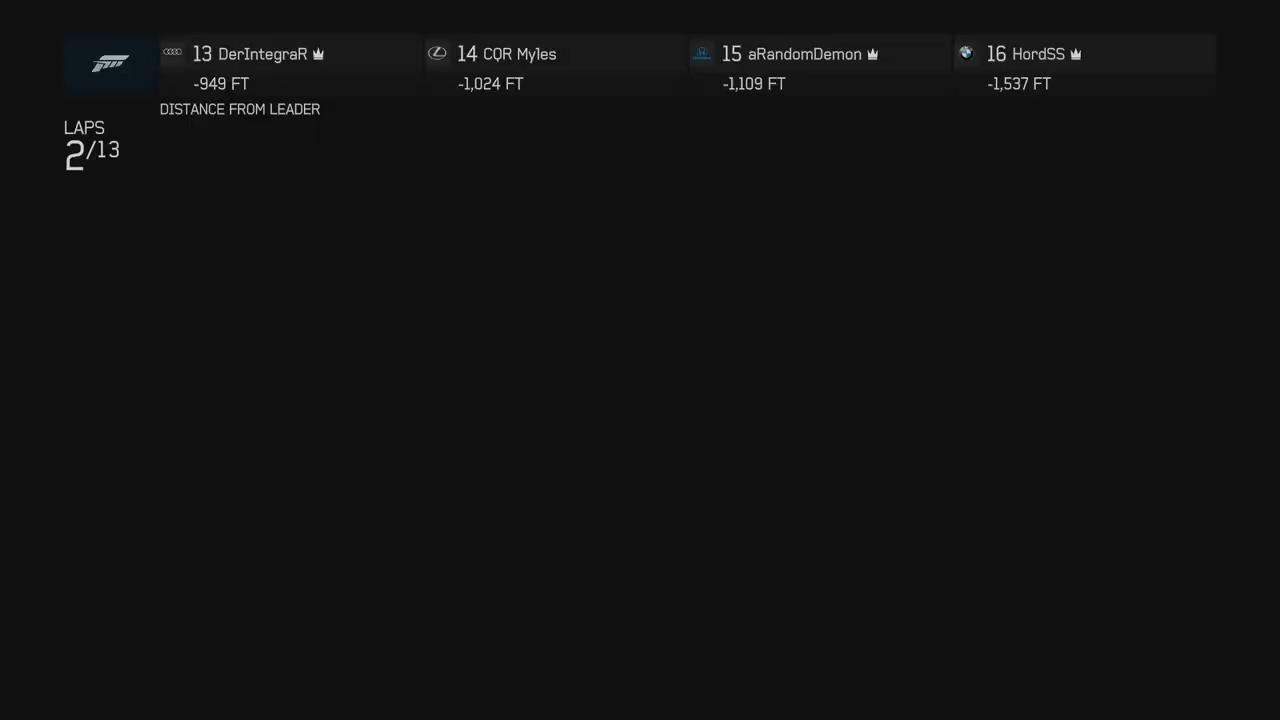 13 DerIntegraR
-949 FT
14 CQR My1es
-1,024 FT
15 aRandomDemon
-1,109 FT
16 HordSS
-1,537 FT
DISTANCE FROM LEADER
LAPS
2/13